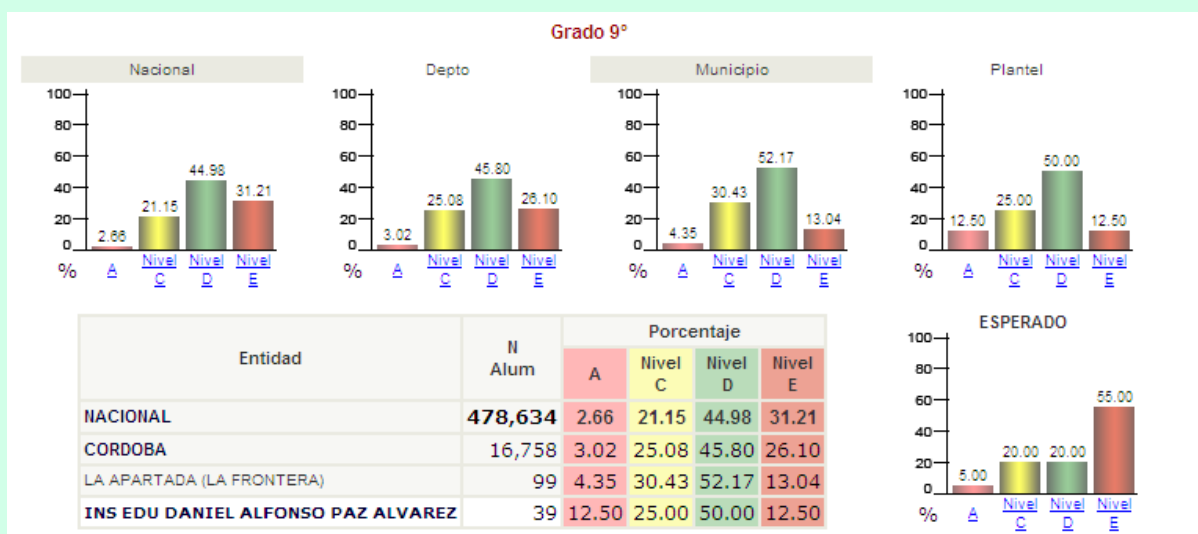 Grado 9°
Nacional Depto Municipio Plantel
100 80 60 40 20 0 %
2.66 21.15 44.98 31.21
A Nivel C Nivel D Nivel E
100 80 60 40 20 0 %
3.02 25.08 45.80 26.10
A Nivel C Nivel D Nivel E
100 80 60 40 20 0 %
4.35 30.43 52.17 13.04
A Nivel C Nivel D Nivel E
100 80 60 40 20 0 %
12.50 25.00 50.00 12.50
A Nivel C Nivel D Nivel E
Entidad N Alum Porcentaje
A Nivel C Nivel D Nivel E
NACIONAL 478,634 2.66 21.15 44.98 31.21
CORDOBA 16,758 3.02 25.08 45.80 26.10
LA APARTADA (LA FRONTERA) 99 4.35 30.43 52.17 13.04
INS EDU DANIEL ALFONSO PAZ ALVAREZ 39 12.50 25.00 50.00 12.50
ESPERADO
100 80 60 40 20 0 %
5.00 20.00 20.00 55.00
A Nivel C Nivel D Nivel E